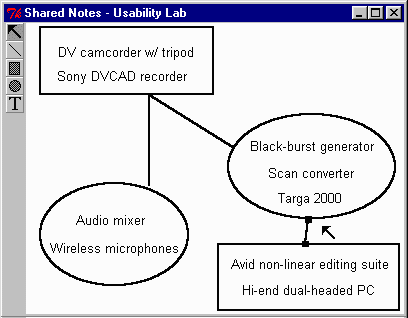 Shared Notes - Usability Lab
T
DV camcorder w/ tripod
Sony DVCAD recorder
Black-burst generator
Scan converter
Targa 2000
Audio mixer
Wireless microphones
Avid non-linear editing suite
Hi-end dual-headed PC